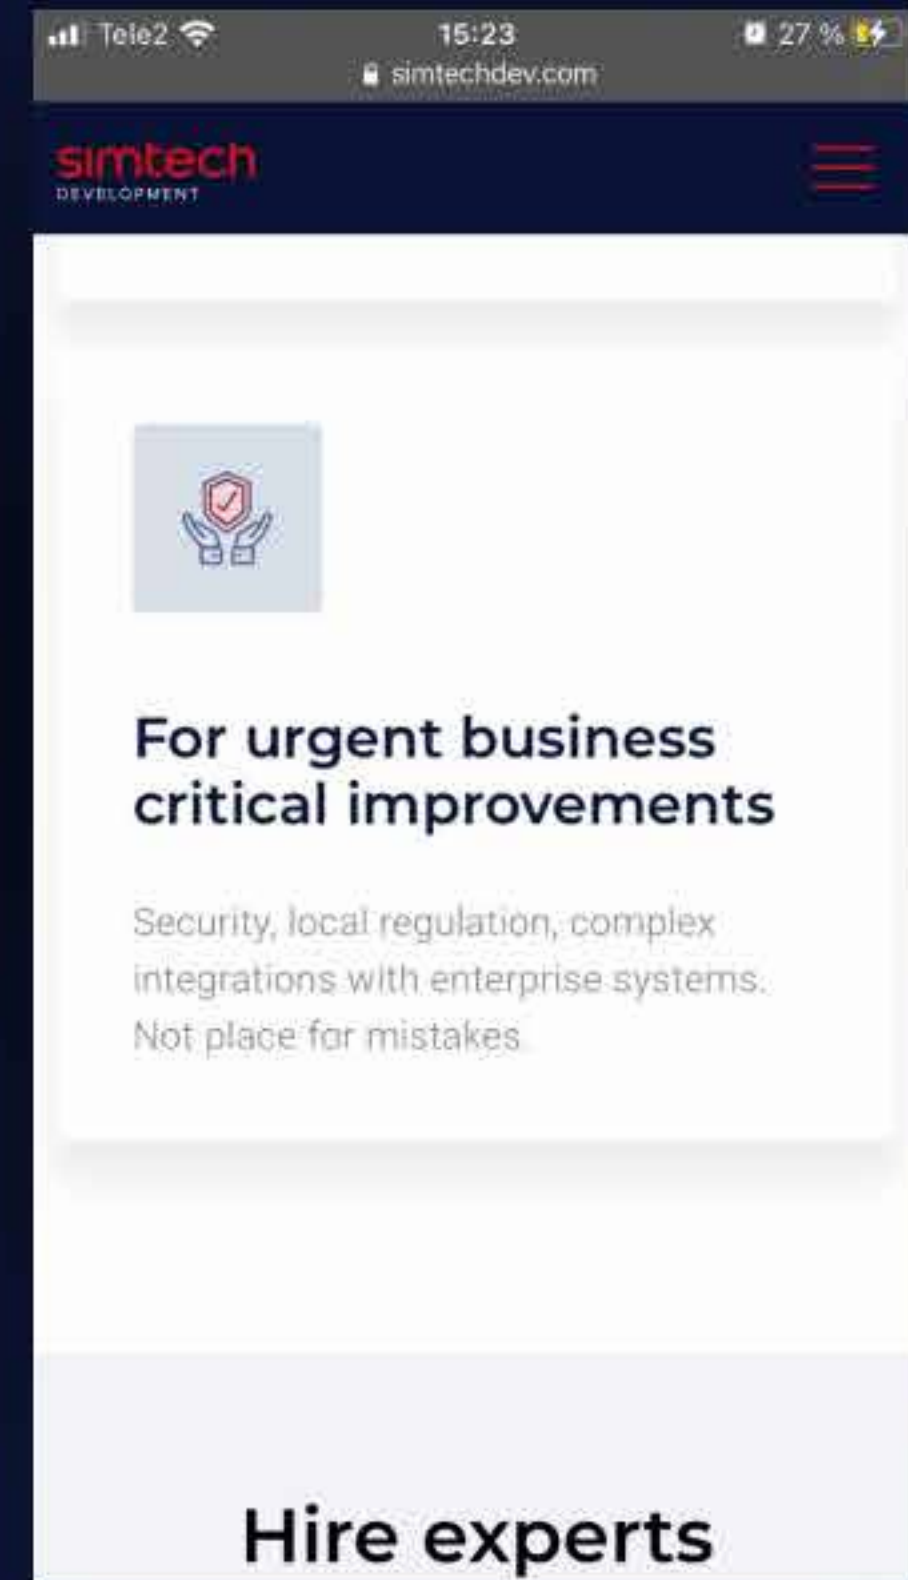 Tele2 15:23 27 %
simtechdev.com
simtech
DEVELOPMENT
For urgent business
critical improvements
Security, local regulation, complex
integrations with enterprise systems.
Not place for mistakes.
Hire experts